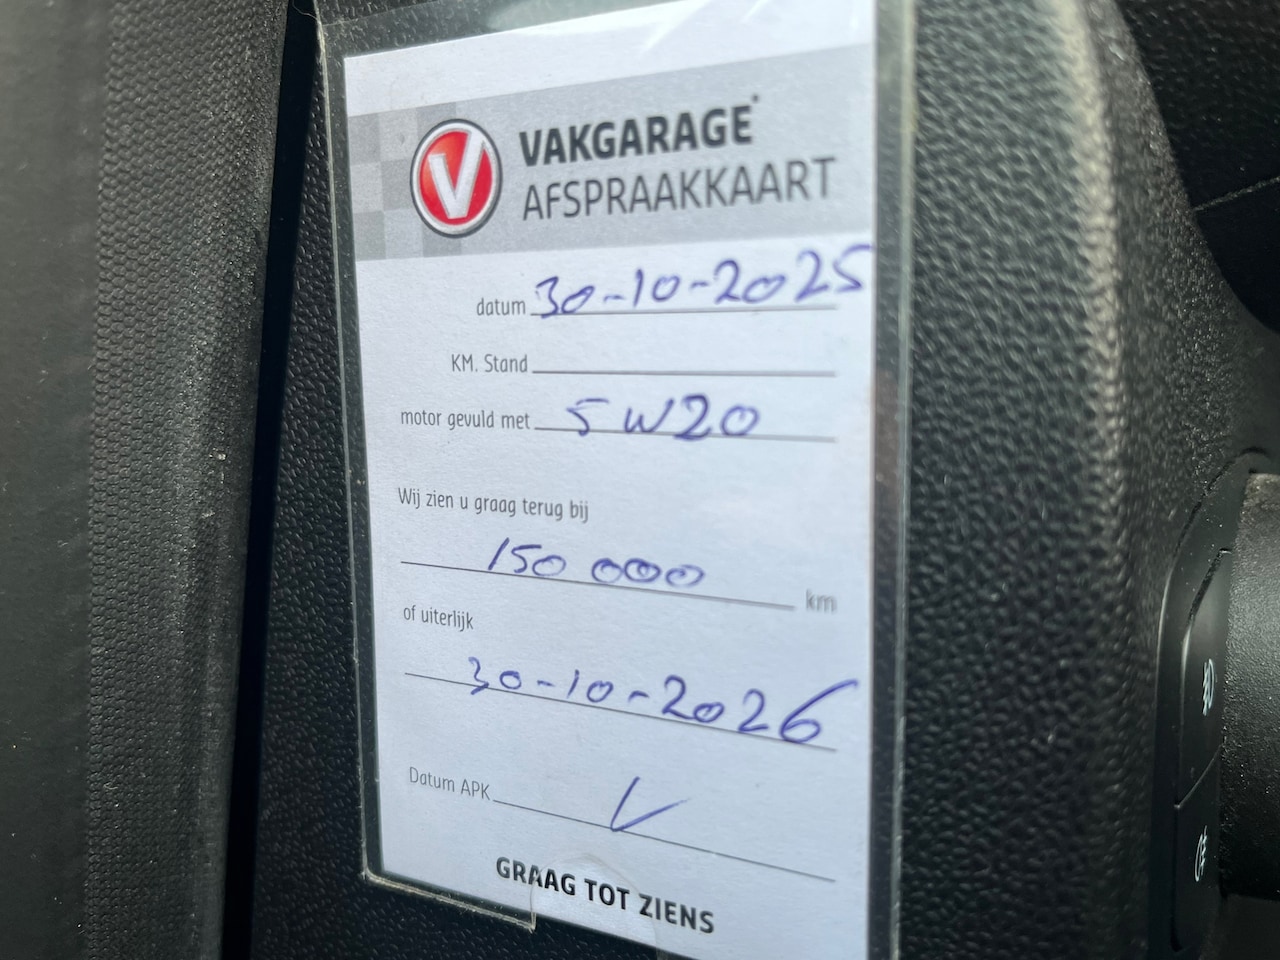 V
VAKGARAGE
AFSPRAAKKAART
datum 30-10-2025
KM. Stand
motor gevuld met 5W20
Wij zien u graag terug bij
150 000 km
of uiterlijk
30-10-2026
Datum APK V
GRAAG TOT ZIENS